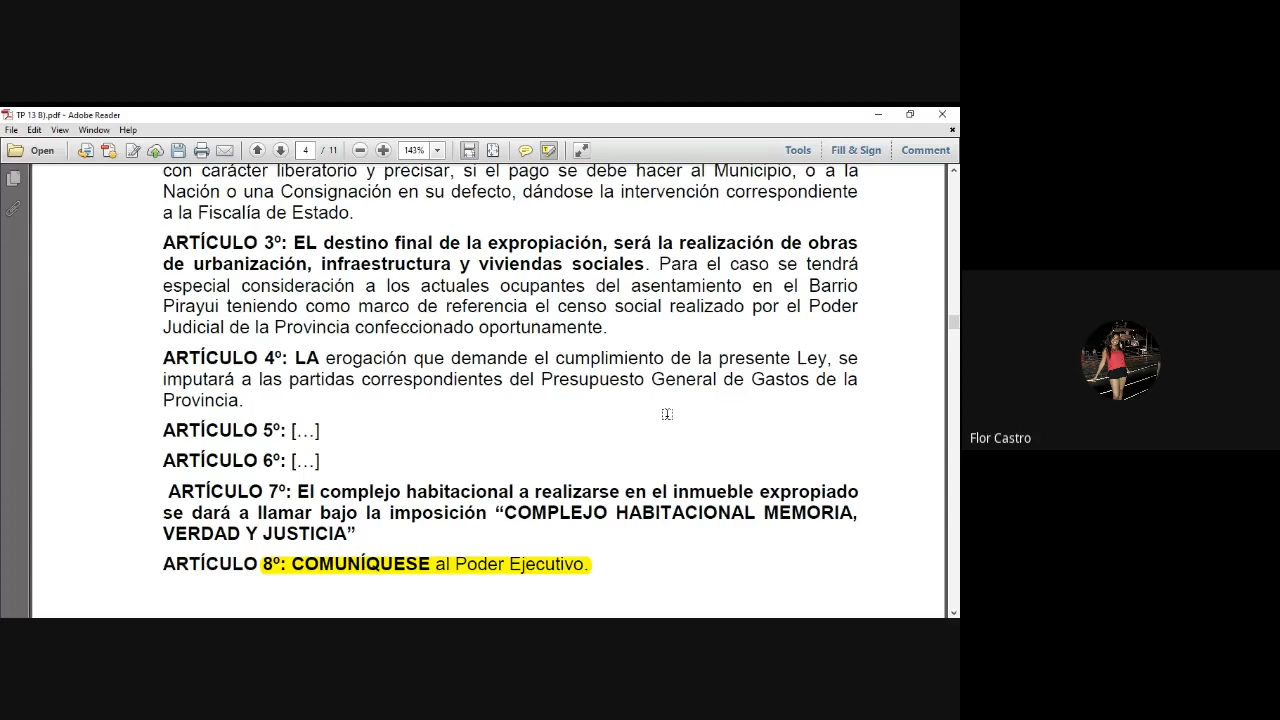 TP 13 B).pdf - Adobe Reader
File Edit View Window Help
Open 4 / 11 143% Tools Fill & Sign Comment
con carácter liberatorio y precisar, si el pago se debe hacer al Municipio, o a la
Nación o una Consignación en su defecto, dándose la intervención correspondiente
a la Fiscalía de Estado.
ARTÍCULO 3º: EL destino final de la expropiación, será la realización de obras
de urbanización, infraestructura y viviendas sociales. Para el caso se tendrá
especial consideración a los actuales ocupantes del asentamiento en el Barrio
Pirayui teniendo como marco de referencia el censo social realizado por el Poder
Judicial de la Provincia confeccionado oportunamente.
ARTÍCULO 4º: LA erogación que demande el cumplimiento de la presente Ley, se
imputará a las partidas correspondientes del Presupuesto General de Gastos de la
Provincia.
ARTÍCULO 5º: […]
ARTÍCULO 6º: […]
ARTÍCULO 7º: El complejo habitacional a realizarse en el inmueble expropiado
se dará a llamar bajo la imposición “COMPLEJO HABITACIONAL MEMORIA,
VERDAD Y JUSTICIA”
ARTÍCULO 8º: COMUNÍQUESE al Poder Ejecutivo.
Flor Castro